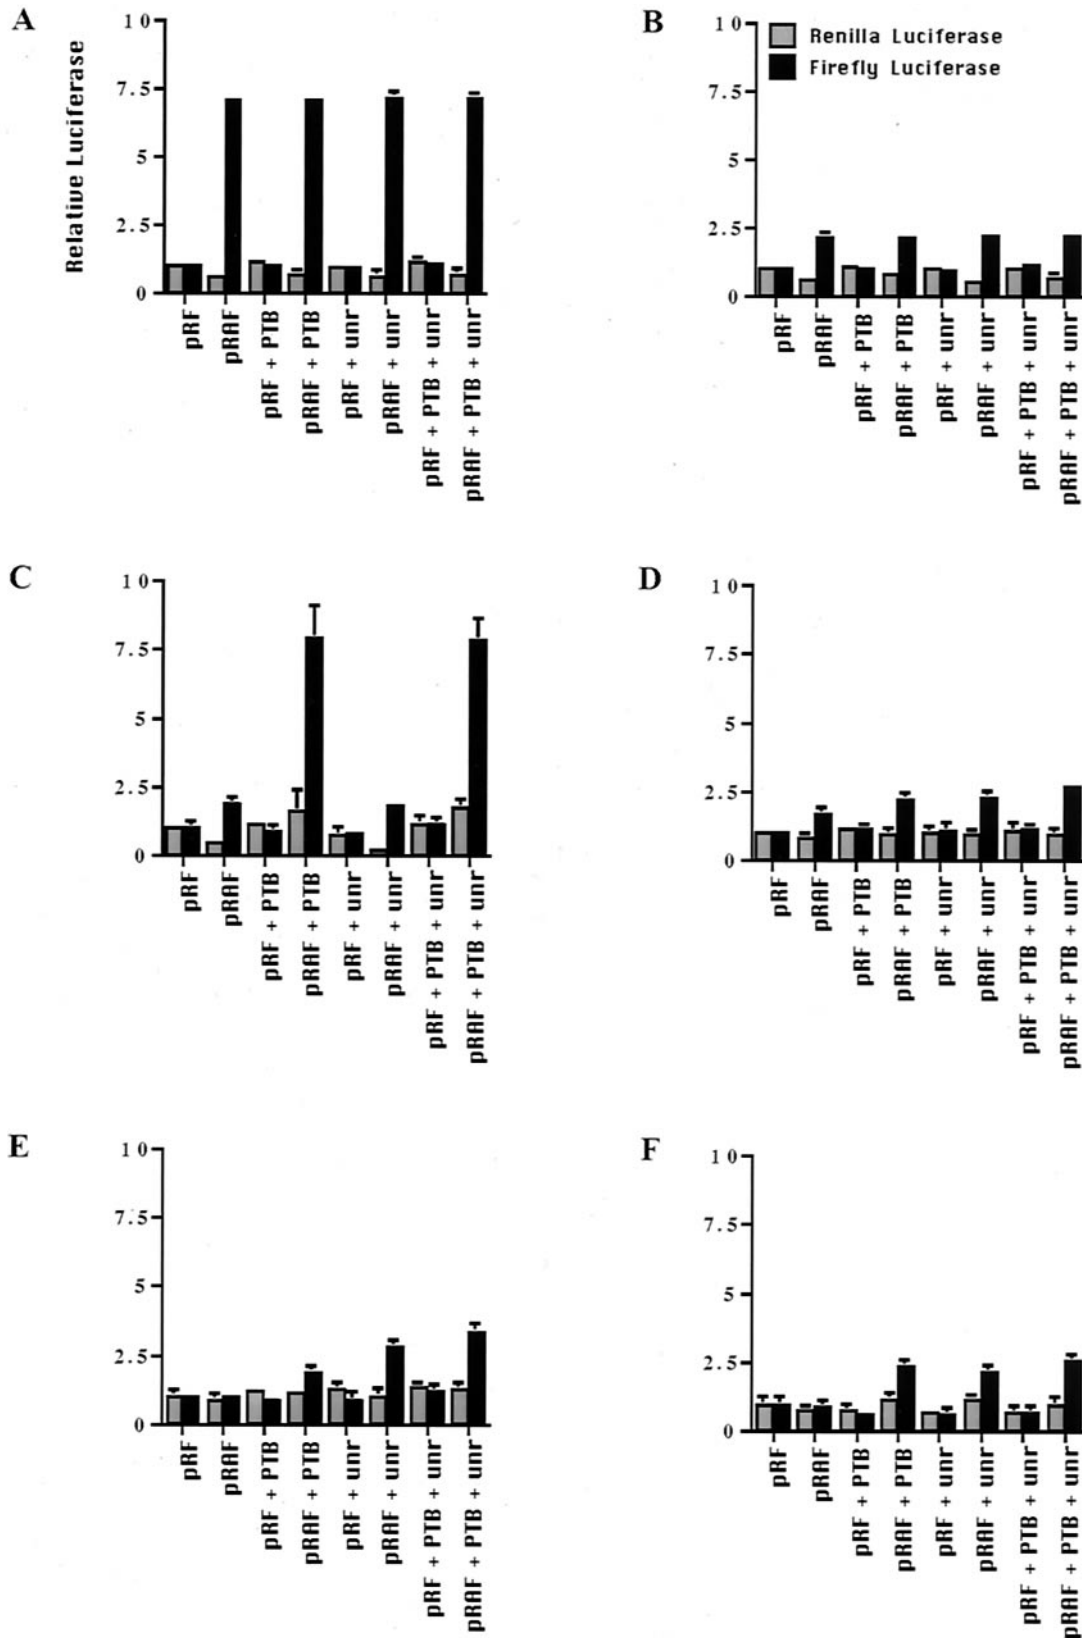 A
Relative Luciferase
10
7.5
5
2.5
0
pRF
pRAF
pRF + PTB
pRAF + PTB
pRF + unr
pRAF + unr
pRF + PTB + unr
pRAF + PTB + unr
B
Renilla Luciferase
Firefly Luciferase
10
7.5
5
2.5
0
pRF
pRAF
pRF + PTB
pRAF + PTB
pRF + unr
pRAF + unr
pRF + PTB + unr
pRAF + PTB + unr
C
10
7.5
5
2.5
0
pRF
pRAF
pRF + PTB
pRAF + PTB
pRF + unr
pRAF + unr
pRF + PTB + unr
pRAF + PTB + unr
D
10
7.5
5
2.5
0
pRF
pRAF
pRF + PTB
pRAF + PTB
pRF + unr
pRAF + unr
pRF + PTB + unr
pRAF + PTB + unr
E
10
7.5
5
2.5
0
pRF
pRAF
pRF + PTB
pRAF + PTB
pRF + unr
pRAF + unr
pRF + PTB + unr
pRAF + PTB + unr
F
10
7.5
5
2.5
0
pRF
pRAF
pRF + PTB
pRAF + PTB
pRF + unr
pRAF + unr
pRF + PTB + unr
pRAF + PTB + unr